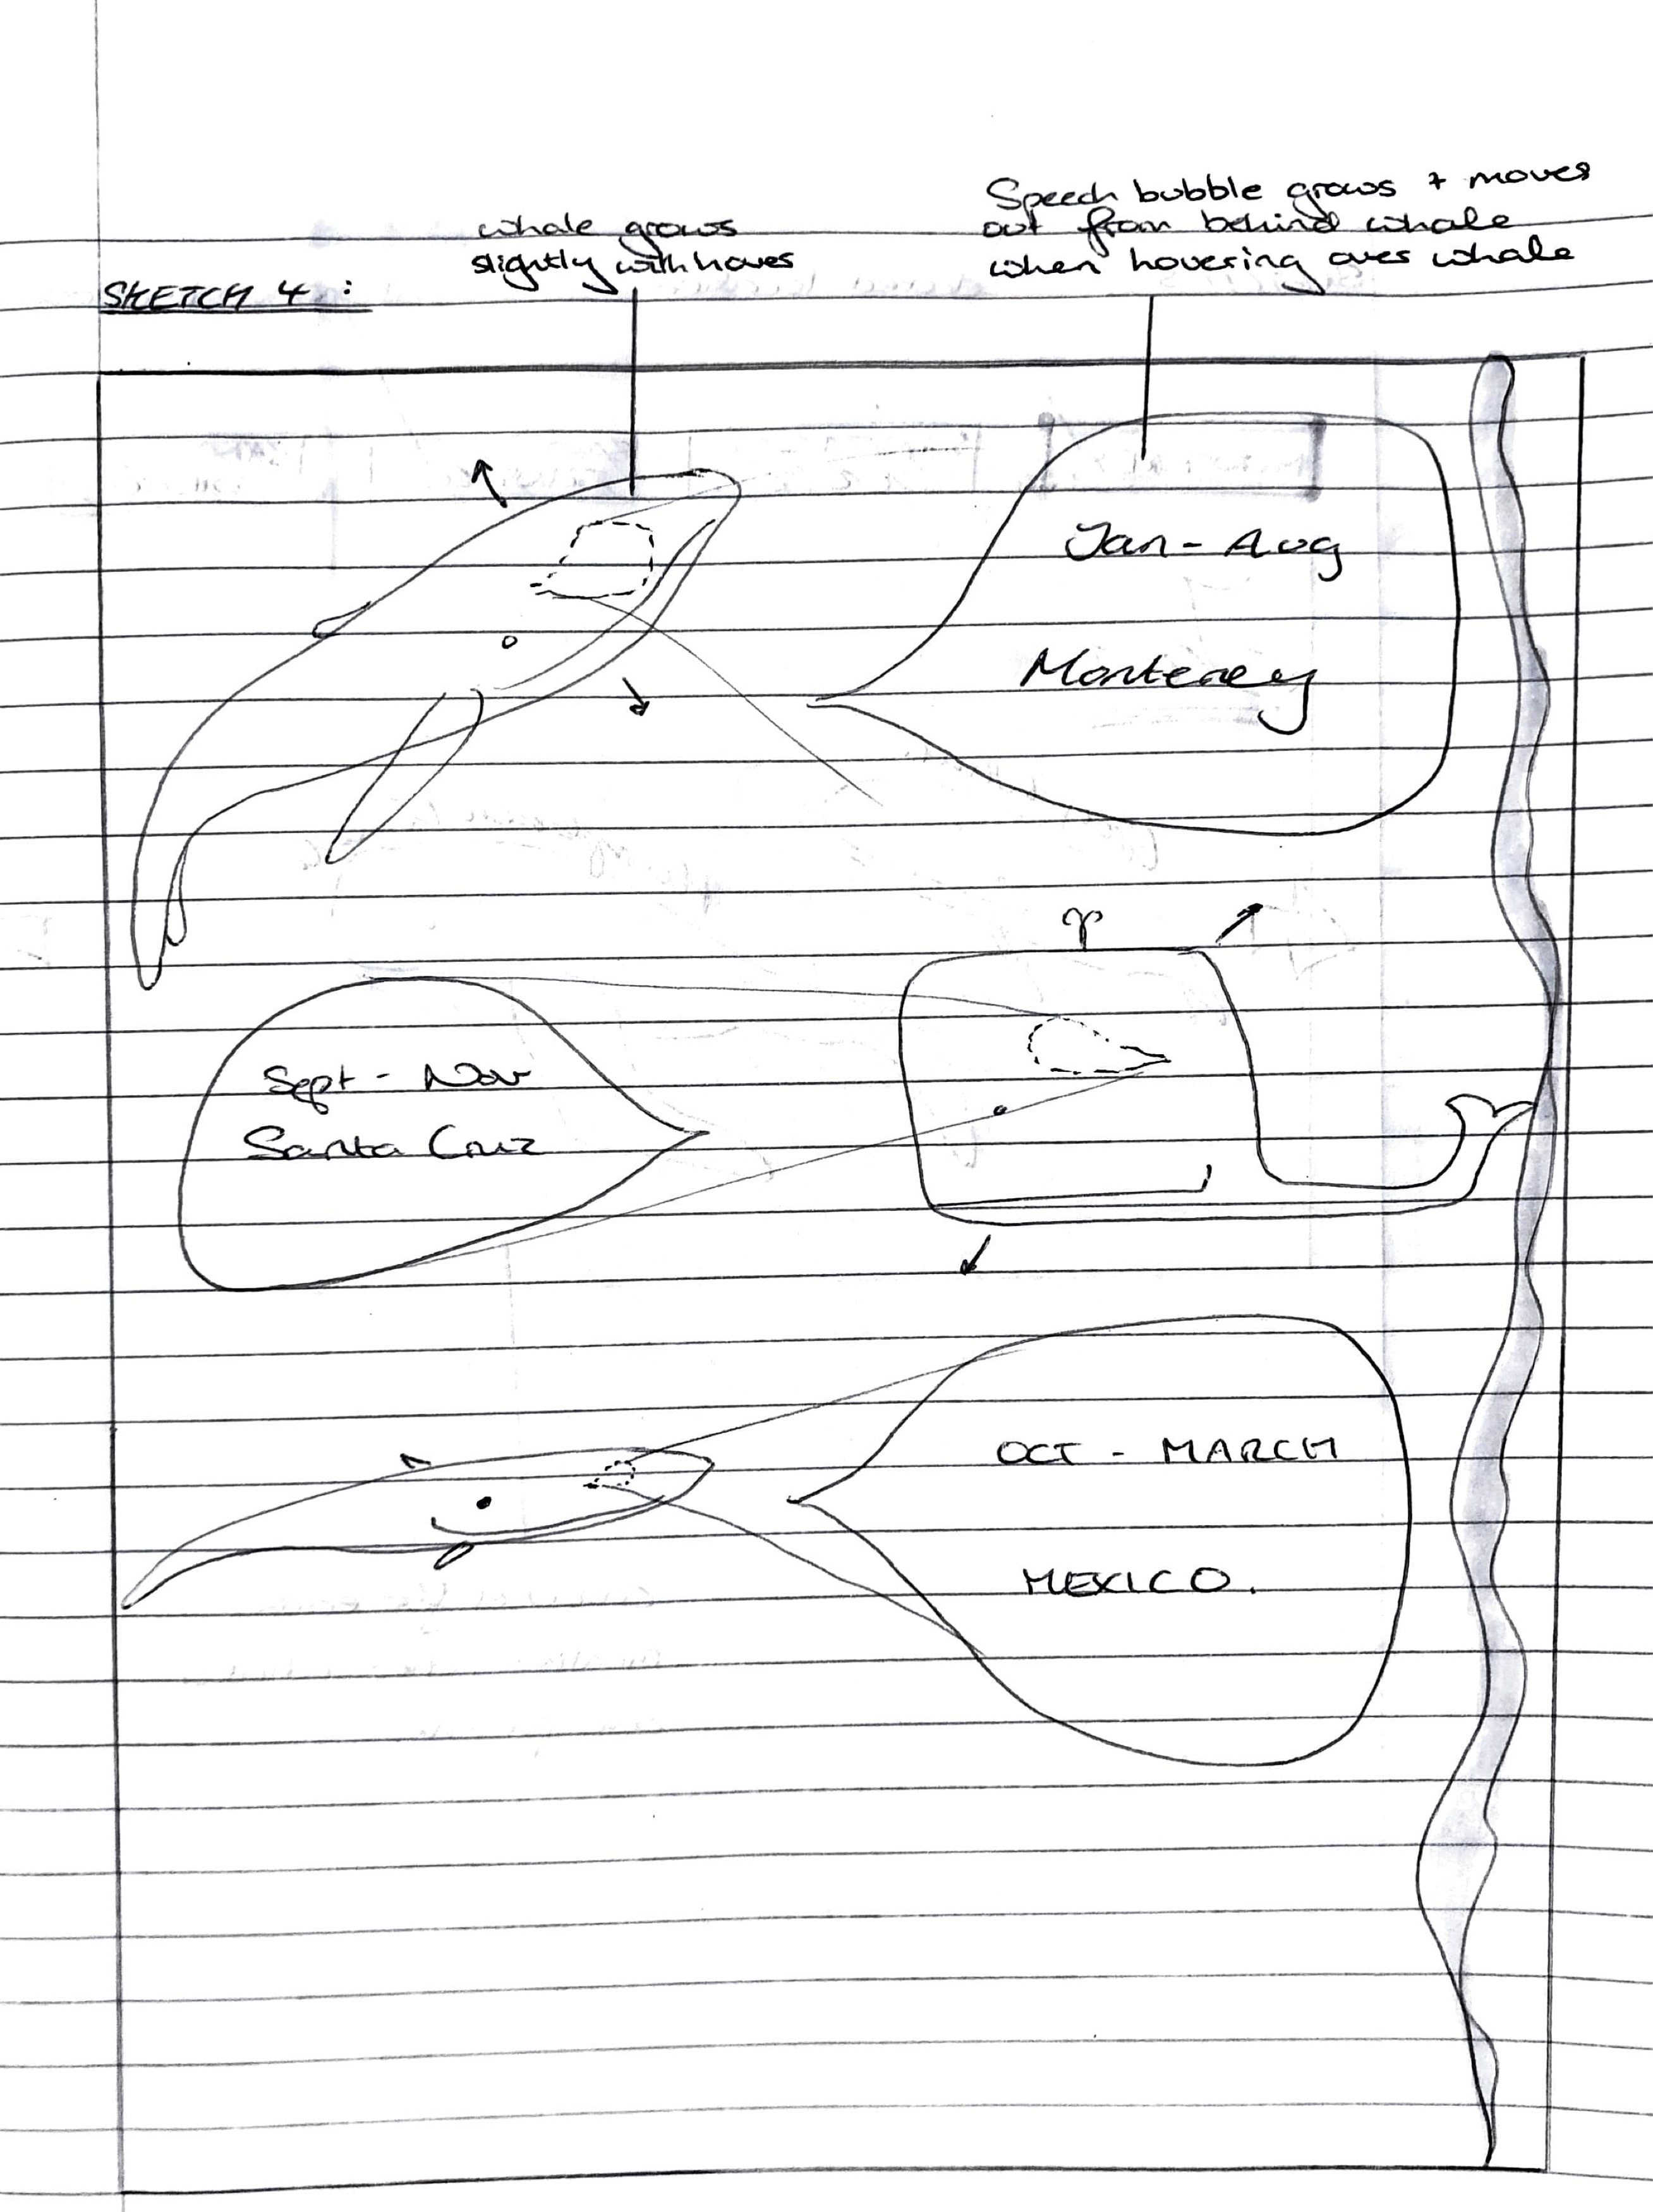 whale grows
slightly with hover
Speech bubble grows + moves
out from behind whale
when hovering over whale
SKETCH 4 :
Jan - Aug
Monterey
Sept - Nov
Santa Cruz
OCT - MARCH
MEXICO.